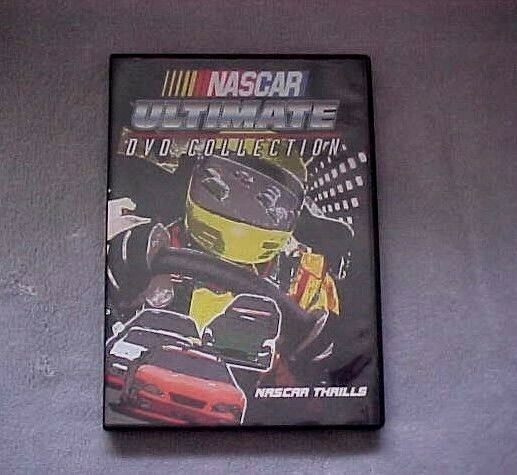 NASCAR
ULTIMATE
DVD COLLECTION
NASCAR THRILLS